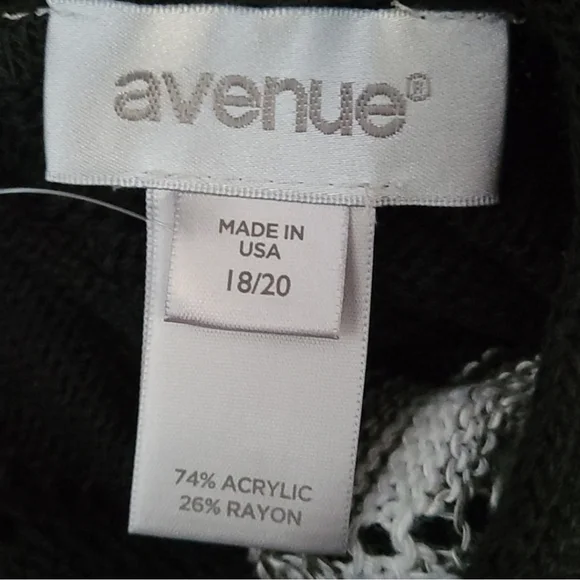 avenue®
MADE IN
USA
18/20
74% ACRYLIC
26% RAYON